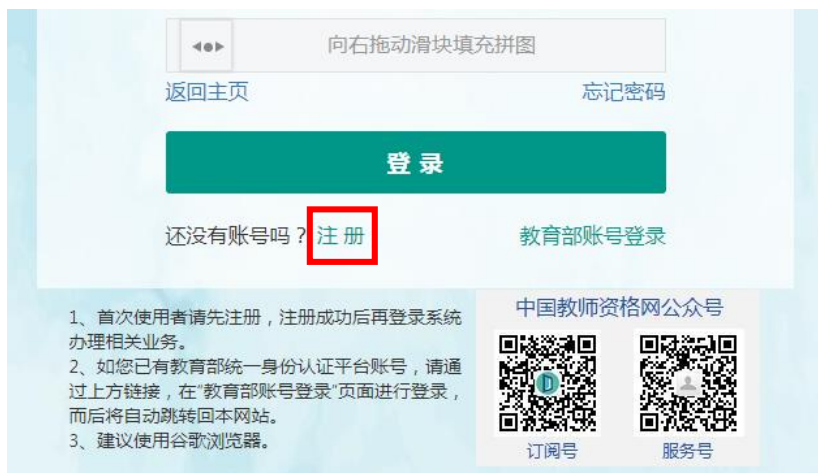 向右拖动滑块填充拼图
返回主页 忘记密码
登 录
还没有账号吗？注 册 教育部账号登录
中国教师资格网公众号
1、首次使用者请先注册，注册成功后再登录系统
办理相关业务。
2、如您已有教育部统一身份认证平台账号，请通
过上方链接，在“教育部账号登录”页面进行登录，
而后将自动跳转回本网站。
3、建议使用谷歌浏览器。
订阅号 服务号